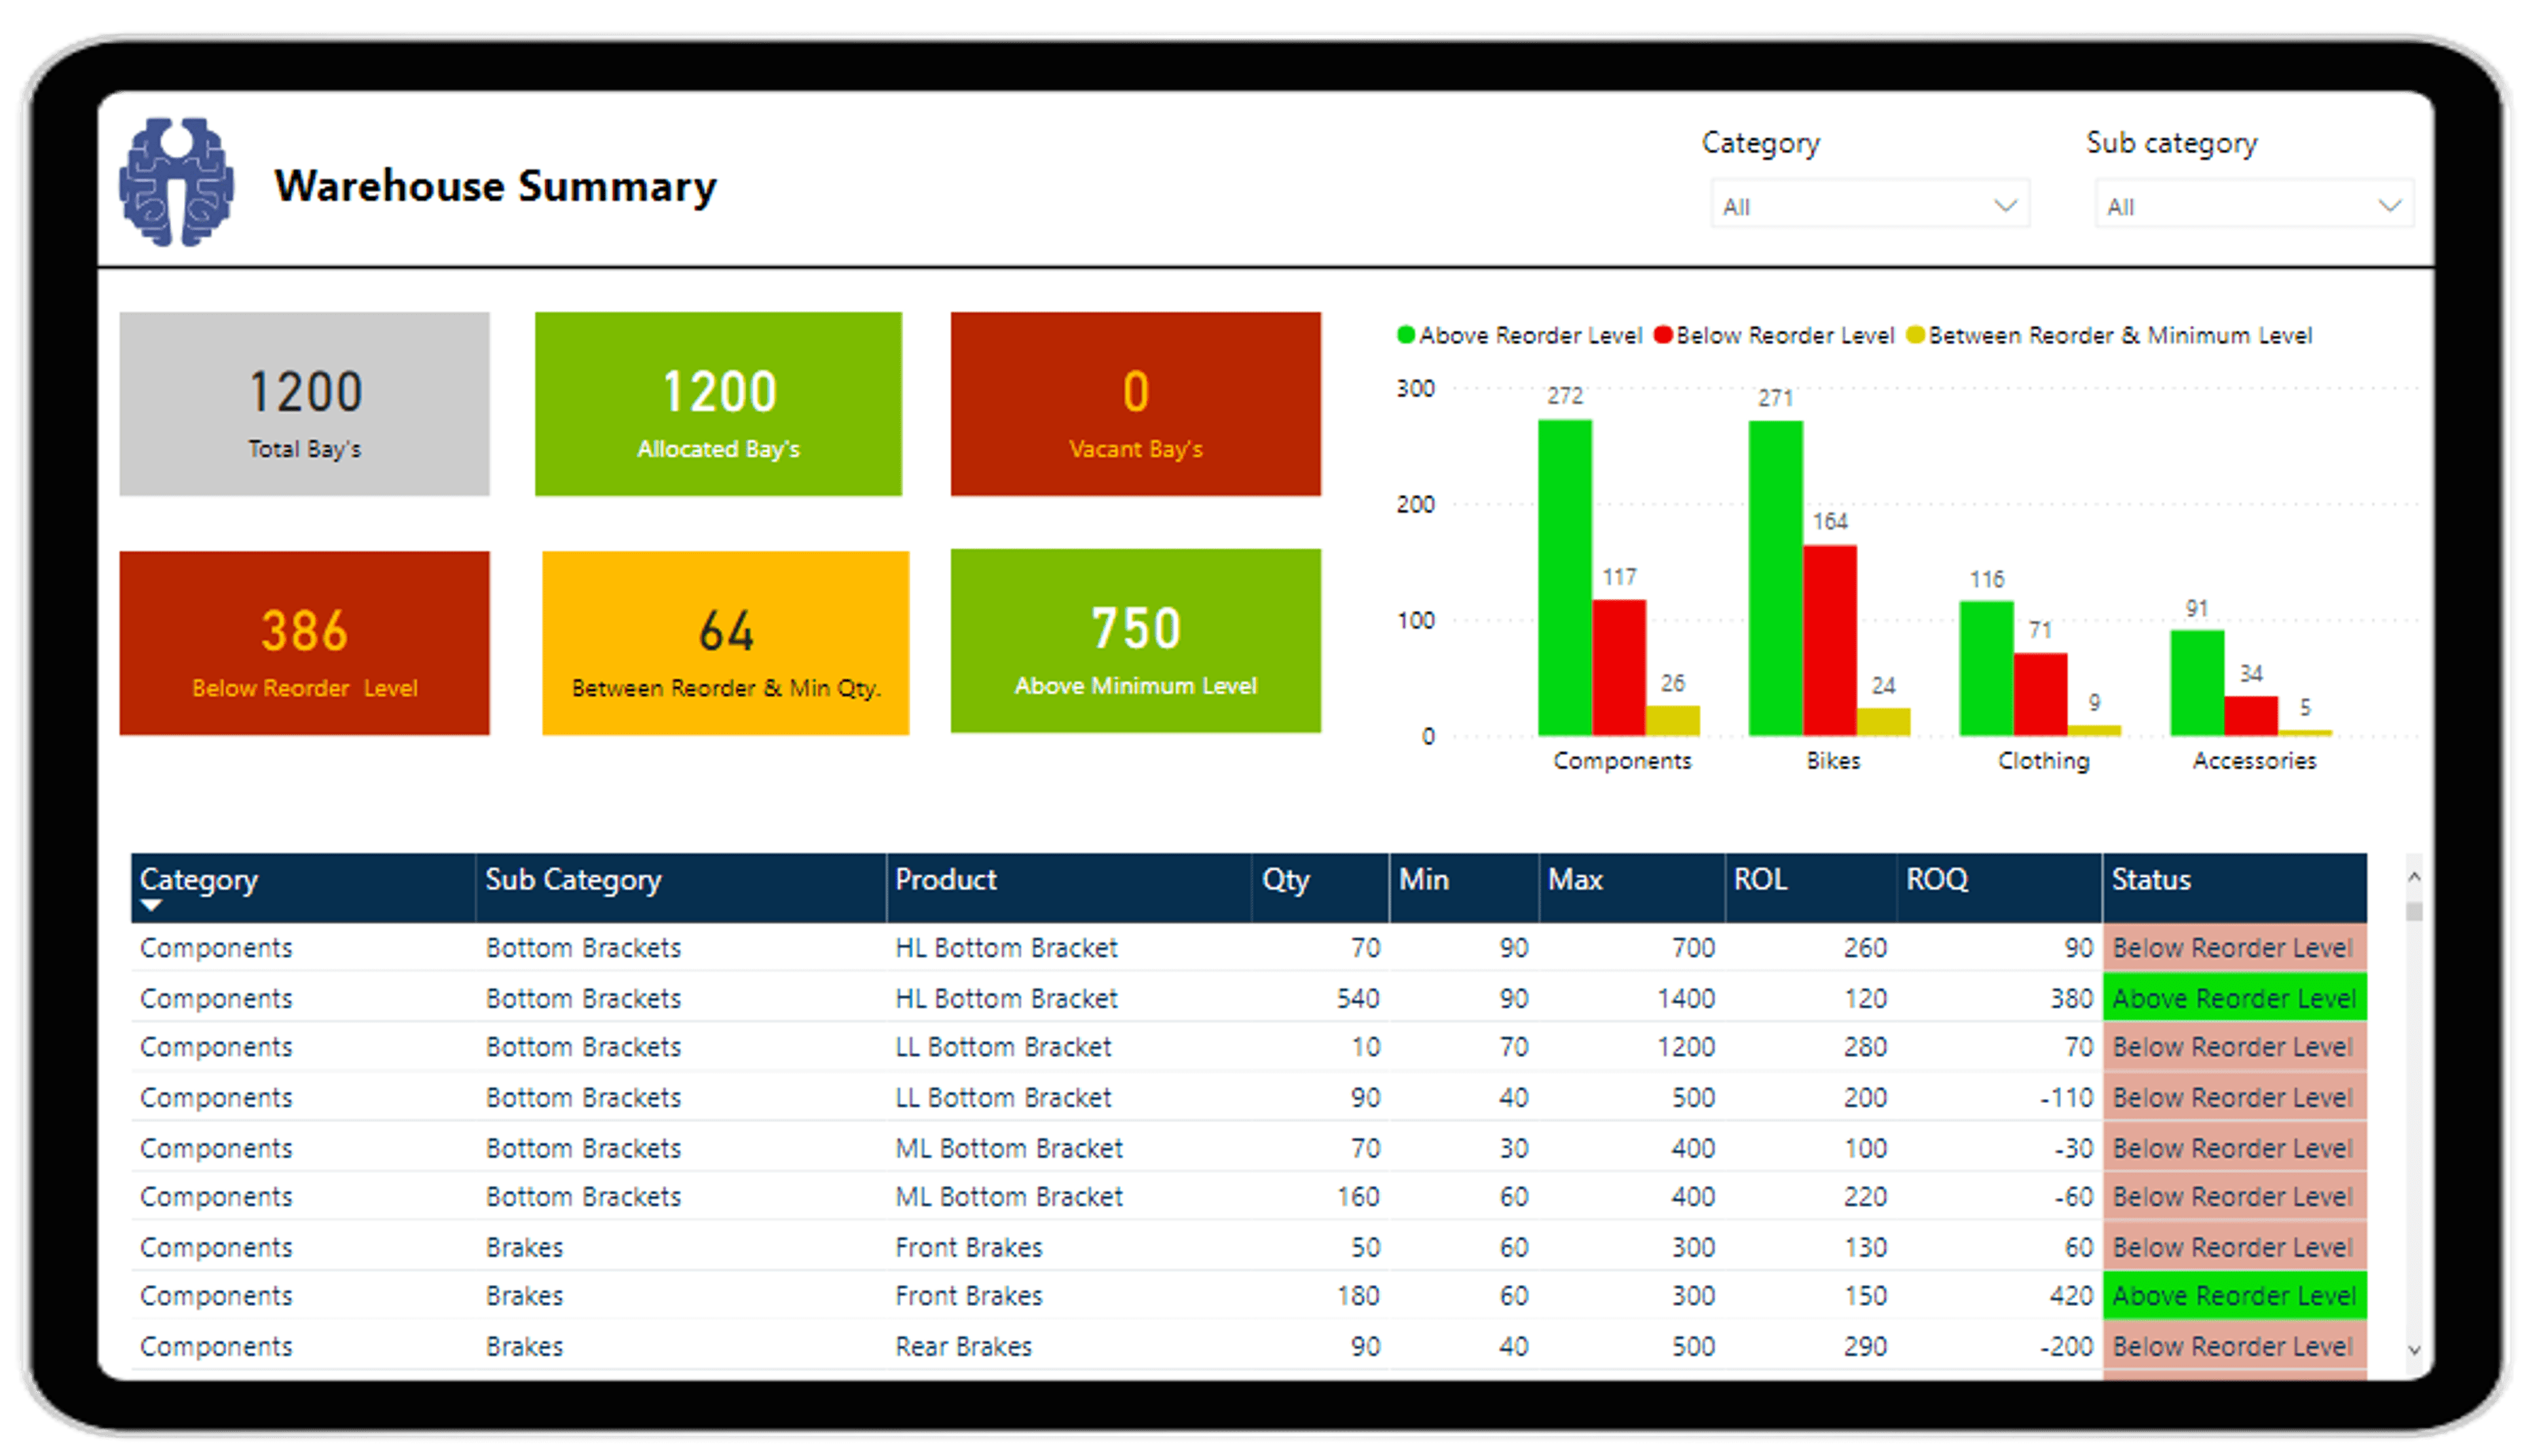 Warehouse Summary
Category
Sub category
All
All
1200
Total Bay's
1200
Allocated Bay's
0
Vacant Bay's
386
Below Reorder Level
64
Between Reorder & Min Qty.
750
Above Minimum Level
Above Reorder Level Below Reorder Level Between Reorder & Minimum Level
300
200
100
0
272
117
26
271
164
24
116
71
9
91
34
5
Components Bikes Clothing Accessories
Category Sub Category Product Qty Min Max ROL ROQ Status
Components Bottom Brackets HL Bottom Bracket 70 90 700 260 90 Below Reorder Level
Components Bottom Brackets HL Bottom Bracket 540 90 1400 120 380 Above Reorder Level
Components Bottom Brackets LL Bottom Bracket 10 70 1200 280 70 Below Reorder Level
Components Bottom Brackets LL Bottom Bracket 90 40 500 200 -110 Below Reorder Level
Components Bottom Brackets ML Bottom Bracket 70 30 400 100 -30 Below Reorder Level
Components Bottom Brackets ML Bottom Bracket 160 60 400 220 -60 Below Reorder Level
Components Brakes Front Brakes 50 60 300 130 60 Below Reorder Level
Components Brakes Front Brakes 180 60 300 150 420 Above Reorder Level
Components Brakes Rear Brakes 90 40 500 290 -200 Below Reorder Level